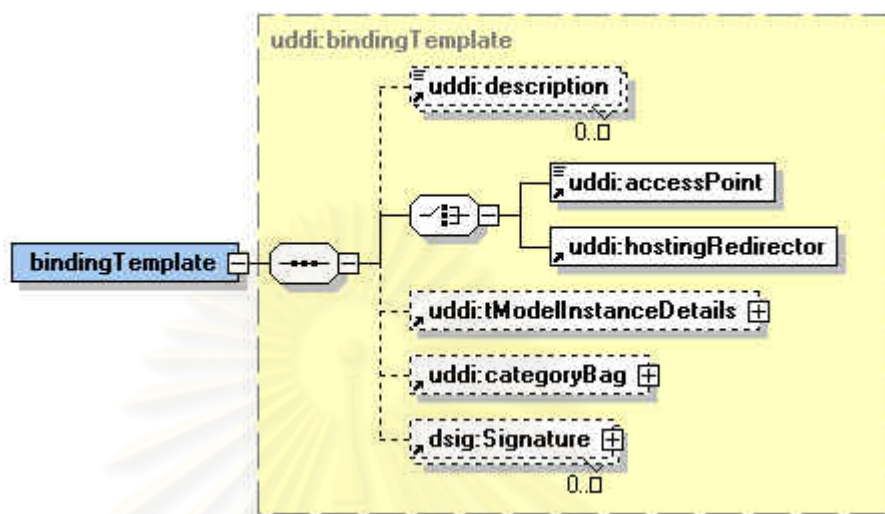 uddi:bindingTemplate
uddi:description
0..□
uddi:accessPoint
uddi:hostingRedirector
bindingTemplate
uddi:tModelInstanceDetails
uddi:categoryBag
dsig:Signature
0..□